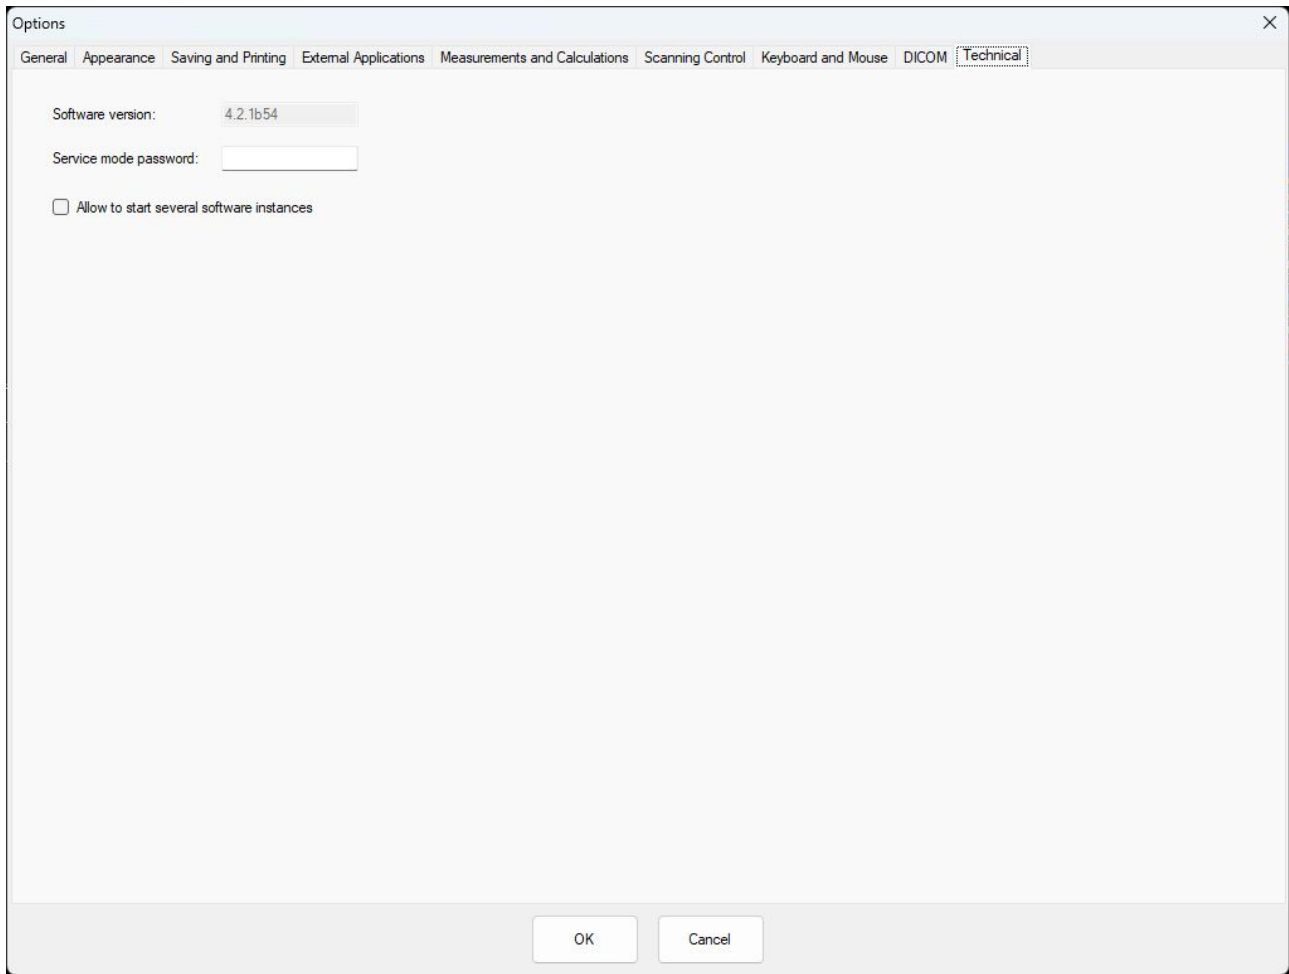 Options
General Appearance Saving and Printing External Applications Measurements and Calculations Scanning Control Keyboard and Mouse DICOM Technical
Software version: 4.2.1b54
Service mode password:
Allow to start several software instances
OK Cancel